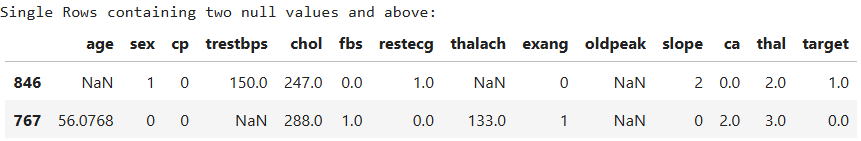 Single Rows containing two null values and above:
age sex cp trestbps chol fbs restecg thalach exang oldpeak slope ca thal target
846 NaN 1 0 150.0 247.0 0.0 1.0 NaN 0 NaN 2 0.0 2.0 1.0
767 56.0768 0 0 NaN 288.0 1.0 0.0 133.0 1 NaN 0 2.0 3.0 0.0